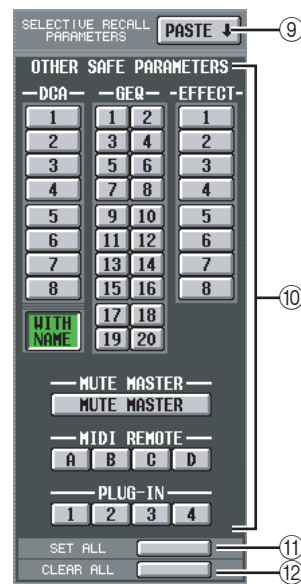 SELECTIVE RECALL
PARAMETERS
PASTE
⑨
OTHER SAFE PARAMETERS
DCA GEQ EFFECT
1 1 2 1
2 3 4 2
3 5 6 3
4 7 8 4
5 9 10 5
6 11 12 6
7 13 14 7
8 15 16 8
⑩
WITH
NAME
17 18
19 20
MUTE MASTER
MUTE MASTER
MIDI REMOTE
A B C D
PLUG-IN
1 2 3 4
SET ALL ⑪
CLEAR ALL ⑫